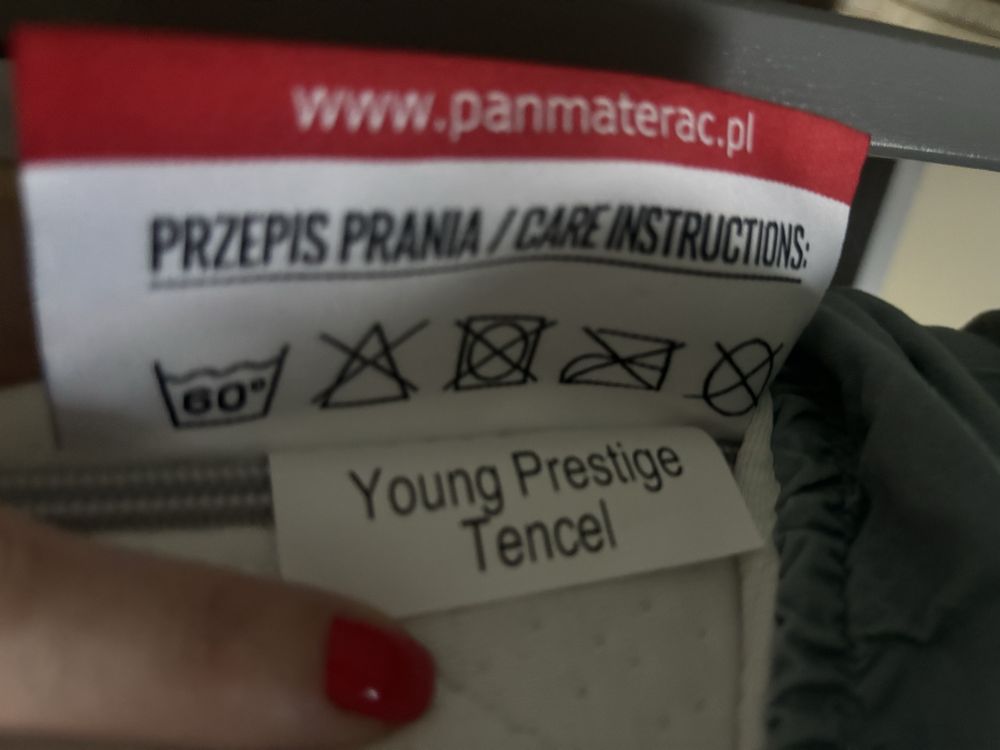 www.panmaterac.pl
PRZEPIS PRANIA / CARE INSTRUCTIONS:
60°
Young Prestige
Tencel